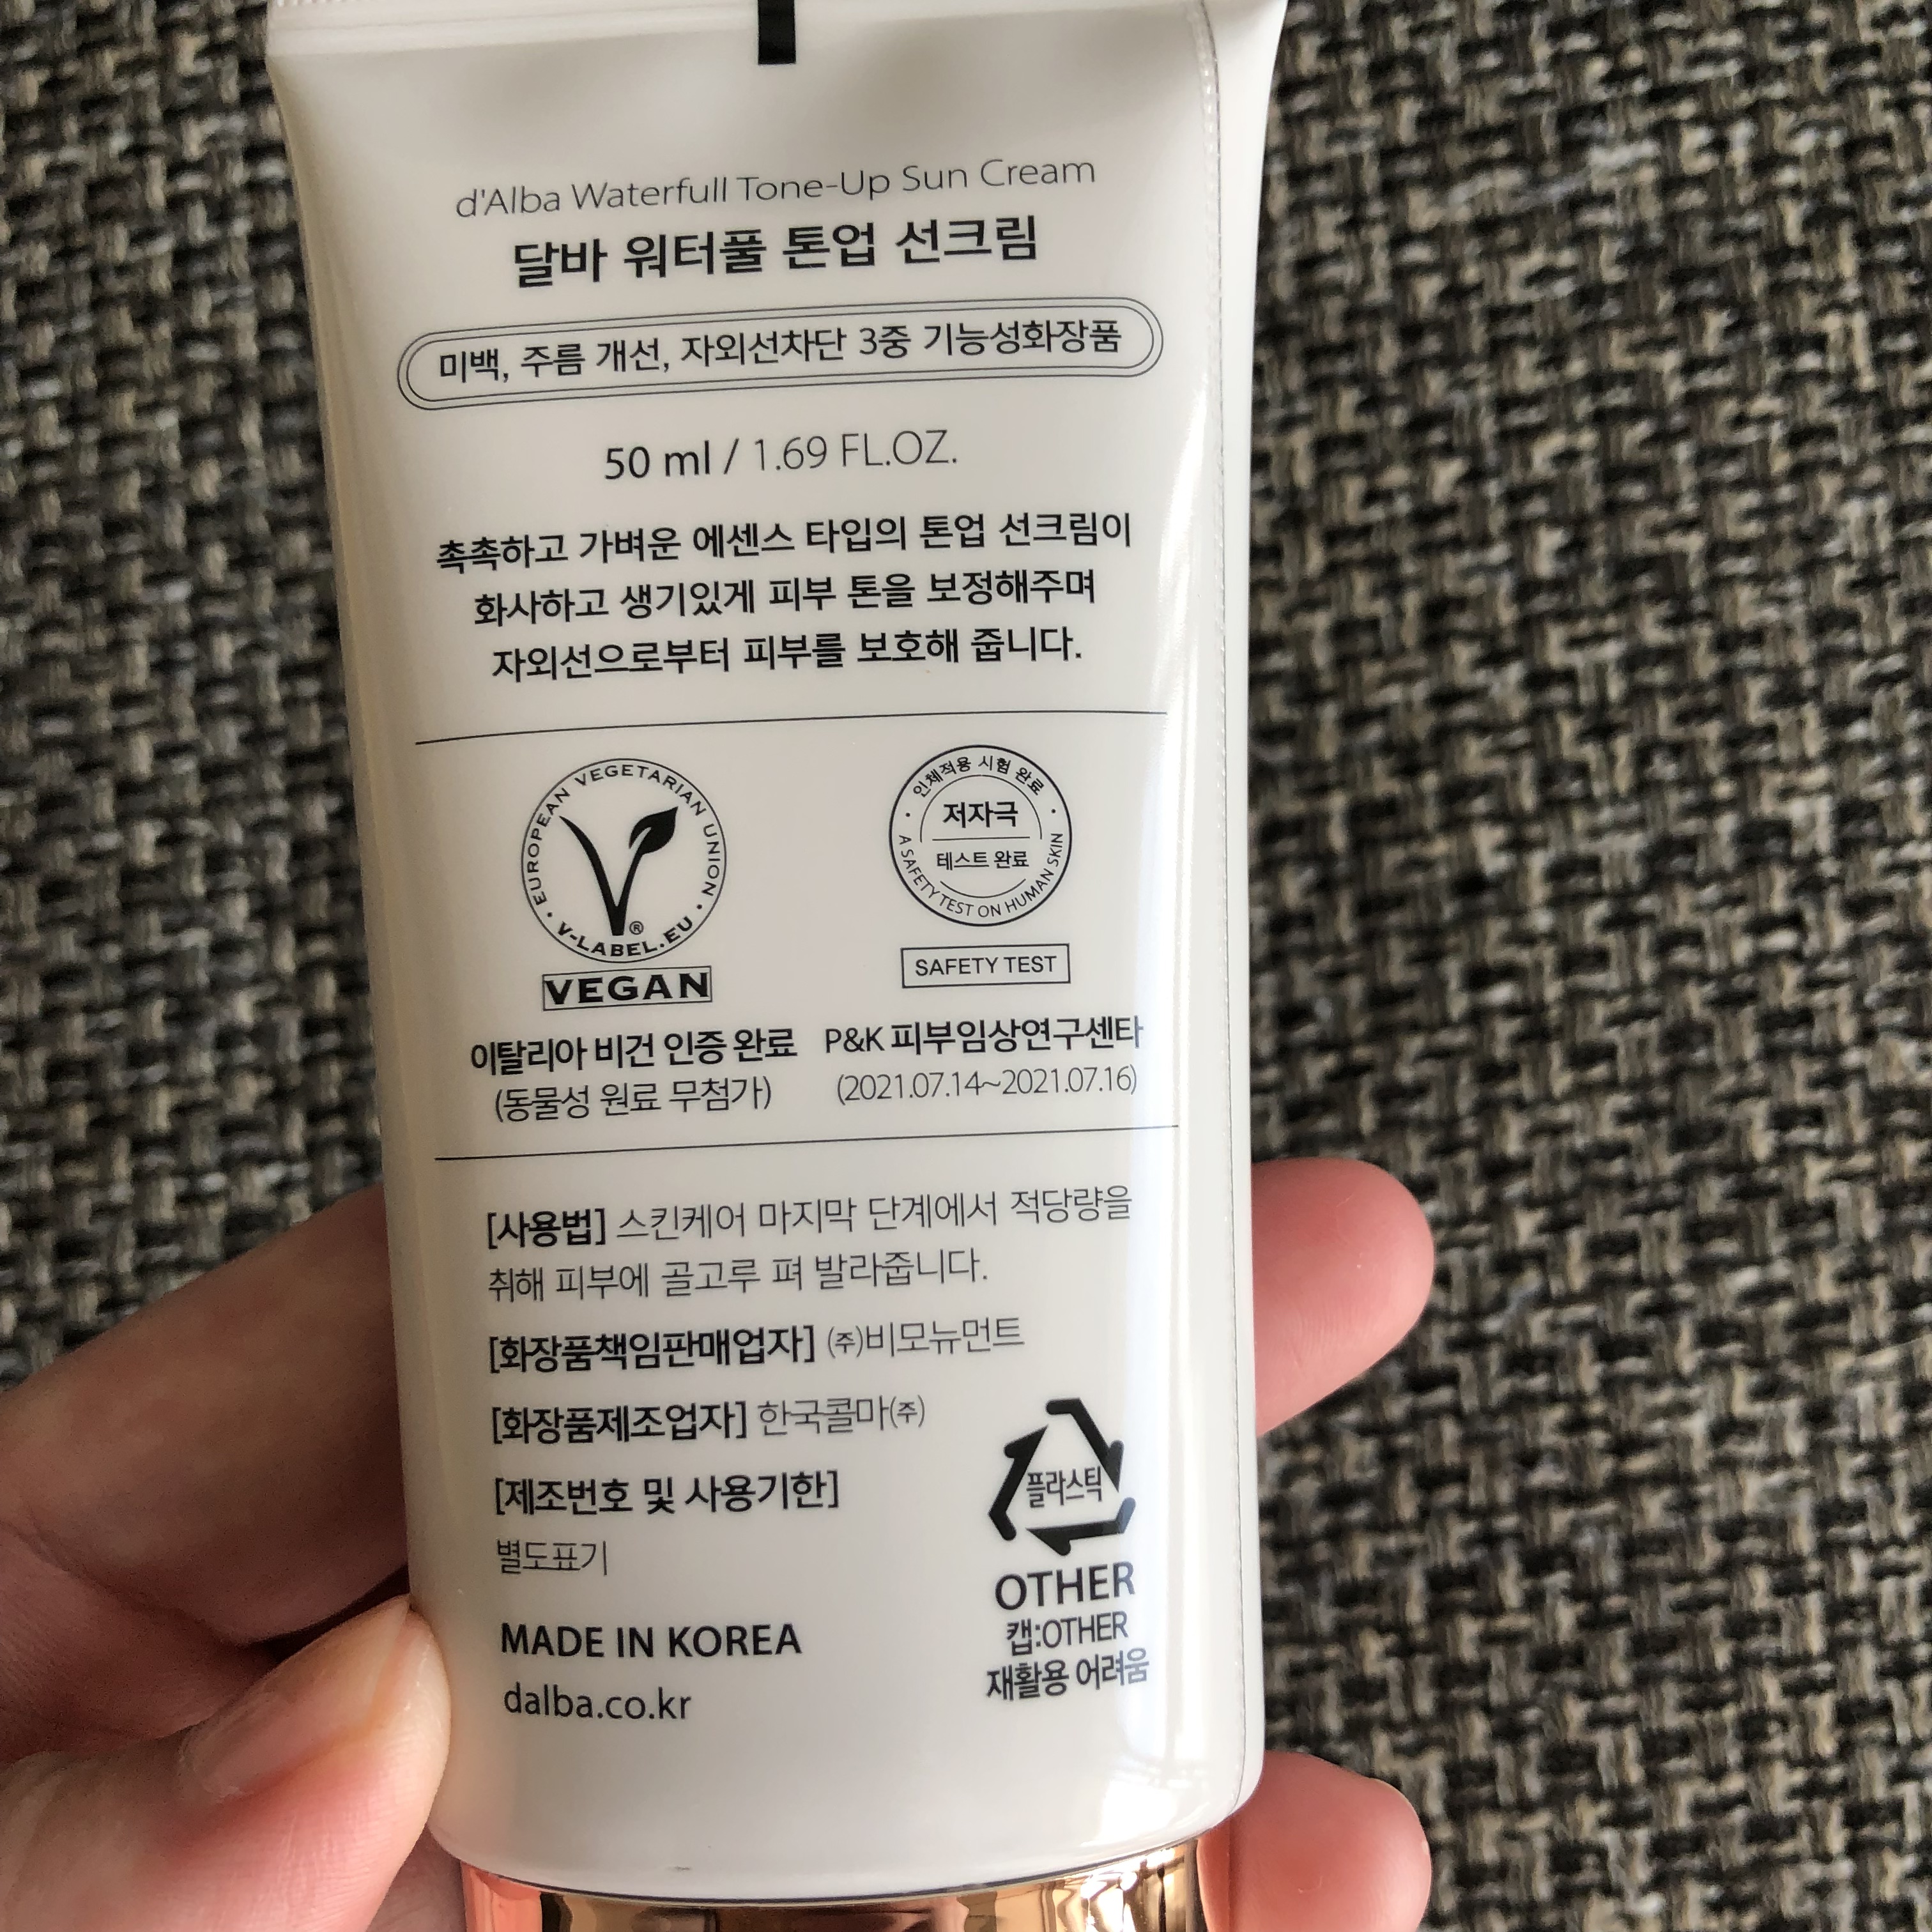 d'Alba Waterfull Tone-Up Sun Cream
달바 워터풀 톤업 선크림
미백, 주름 개선, 자외선차단 3중 기능성화장품
50 ml / 1.69 FL.OZ.
촉촉하고 가벼운 에센스 타입의 톤업 선크림이
화사하고 생기있게 피부 톤을 보정해주며
자외선으로부터 피부를 보호해 줍니다.
EUROPEAN VEGETARIAN UNION
• V-LABEL.EU •
®
VEGAN
이탈리아 비건 인증 완료
(동물성 원료 무첨가)
• 인체적용 시험 완료 •
저자극
테스트 완료
A SAFETY TEST ON HUMAN SKIN
SAFETY TEST
P&K 피부임상연구센타
(2021.07.14~2021.07.16)
[사용법] 스킨케어 마지막 단계에서 적당량을
취해 피부에 골고루 펴 발라줍니다.
[화장품책임판매업자] ㈜비모뉴먼트
[화장품제조업자] 한국콜마㈜
[제조번호 및 사용기한]
별도표기
MADE IN KOREA
dalba.co.kr
플라스틱
OTHER
캡:OTHER
재활용 어려움